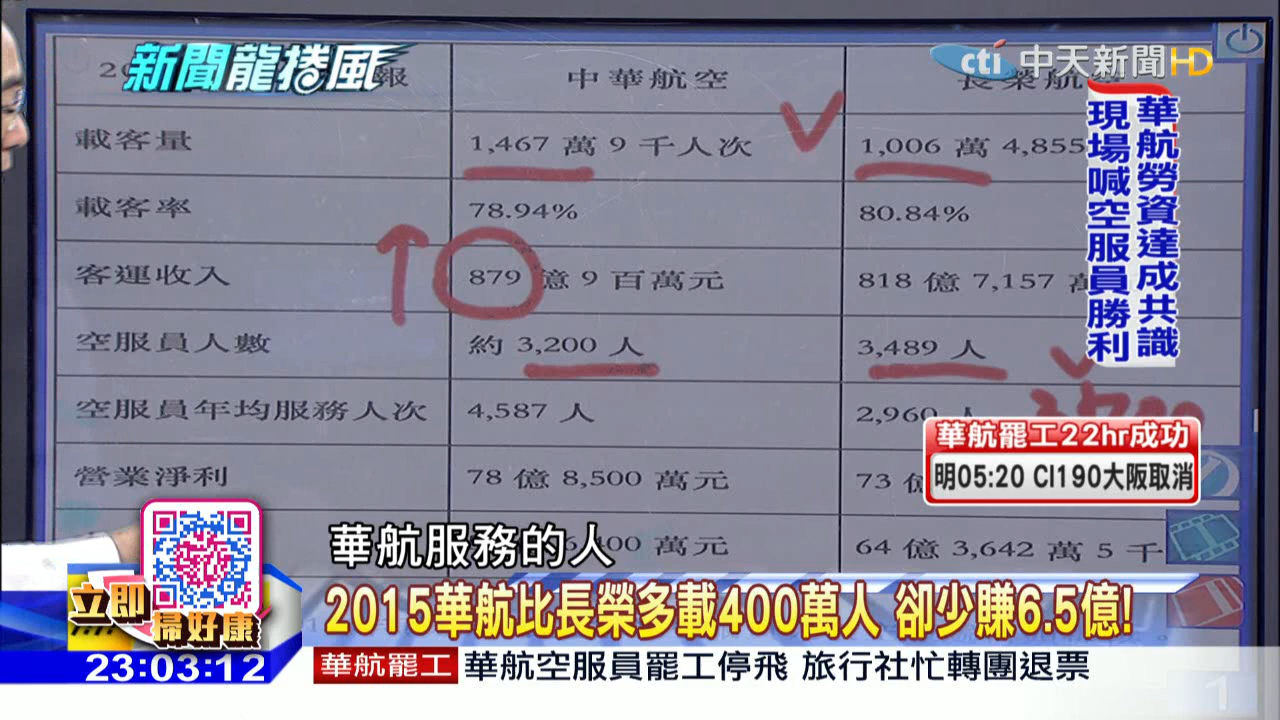 新聞龍捲風
cti 中天新聞HD
中華航空
長榮航
載客量 1,467 萬 9 千人次 1,006 萬 4,855
載客率 78.94% 80.84%
客運收入 879 億 9 百萬元 818 億 7,157 萬
空服員人數 約 3,200 人 3,489 人
空服員年均服務人次 4,587 人 2,960 人
營業淨利 78 億 8,500 萬元 73 億
萬元 64 億 3,642 萬 5 千
華航勞資達成共識
現場喊空服員勝利
華航罷工22hr成功
明05:20 CI190大阪取消
華航服務的人
立即
掃好康
2015華航比長榮多載400萬人 卻少賺6.5億!
23:03:12
華航罷工 華航空服員罷工停飛 旅行社忙轉團退票
1